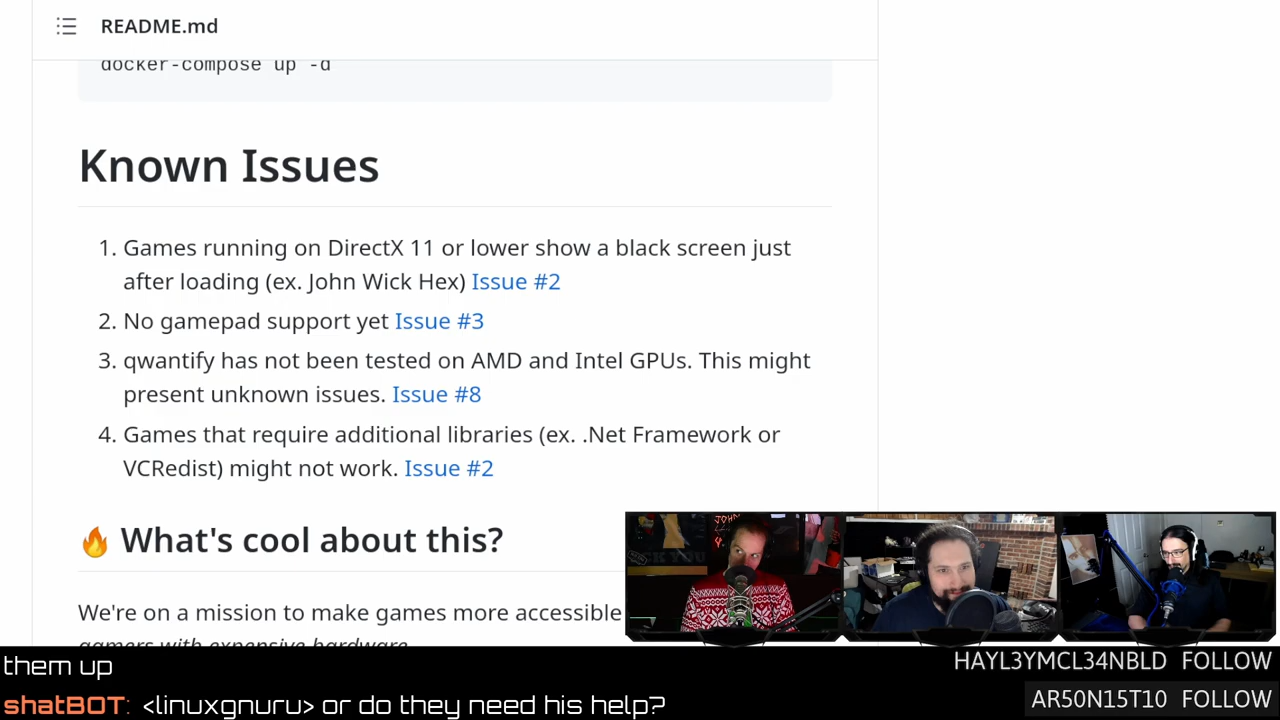 README.md
docker-compose up -d
Known Issues
1. Games running on DirectX 11 or lower show a black screen just
after loading (ex. John Wick Hex) Issue #2
2. No gamepad support yet Issue #3
3. qwantify has not been tested on AMD and Intel GPUs. This might
present unknown issues. Issue #8
4. Games that require additional libraries (ex. .Net Framework or
VCRedist) might not work. Issue #2
🔥 What's cool about this?
We're on a mission to make games more accessible
gamers with expensive hardware
them up
HAYL3YMCL34NBLD FOLLOW
shatBOT: <linuxgnuru> or do they need his help?
AR50N15T10 FOLLOW